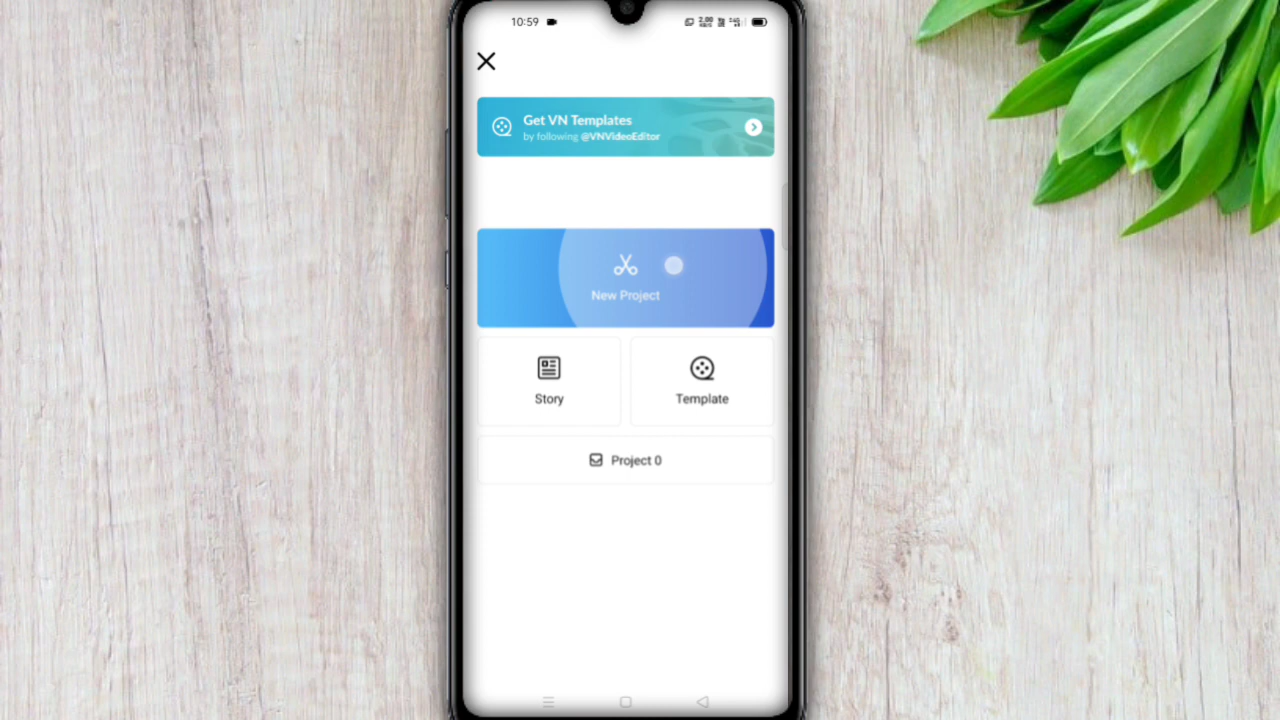 10:59
Get VN Templates
by following @VNVideoEditor
New Project
Story
Template
Project 0